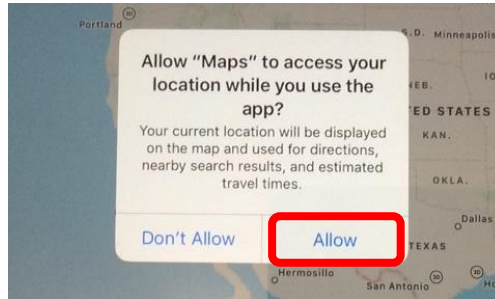 Portland
S.D. Minneapolis
Allow “Maps” to access your
location while you use the
app?
Your current location will be displayed
on the map and used for directions,
nearby search results, and estimated
travel times.
NEB.
ED STATES
KAN.
OKLA.
Don't Allow
Allow
Dallas
TEXAS
Hermosillo
San Antonio